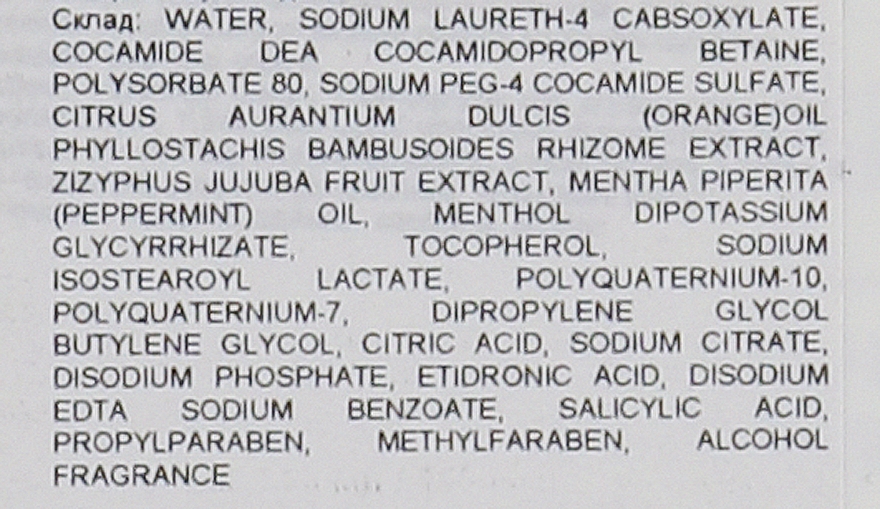 Склад: WATER, SODIUM LAURETH-4 CABSOXYLATE,
COCAMIDE DEA COCAMIDOPROPYL BETAINE,
POLYSORBATE 80, SODIUM PEG-4 COCAMIDE SULFATE,
CITRUS AURANTIUM DULCIS (ORANGE)OIL
PHYLLOSTACHIS BAMBUSOIDES RHIZOME EXTRACT,
ZIZYPHUS JUJUBA FRUIT EXTRACT, MENTHA PIPERITA
(PEPPERMINT) OIL, MENTHOL DIPOTASSIUM
GLYCYRRHIZATE, TOCOPHEROL, SODIUM
ISOSTEAROYL LACTATE, POLYQUATERNIUM-10,
POLYQUATERNIUM-7, DIPROPYLENE GLYCOL
BUTYLENE GLYCOL, CITRIC ACID, SODIUM CITRATE,
DISODIUM PHOSPHATE, ETIDRONIC ACID, DISODIUM
EDTA SODIUM BENZOATE, SALICYLIC ACID,
PROPYLPARABEN, METHYLFARABEN, ALCOHOL
FRAGRANCE